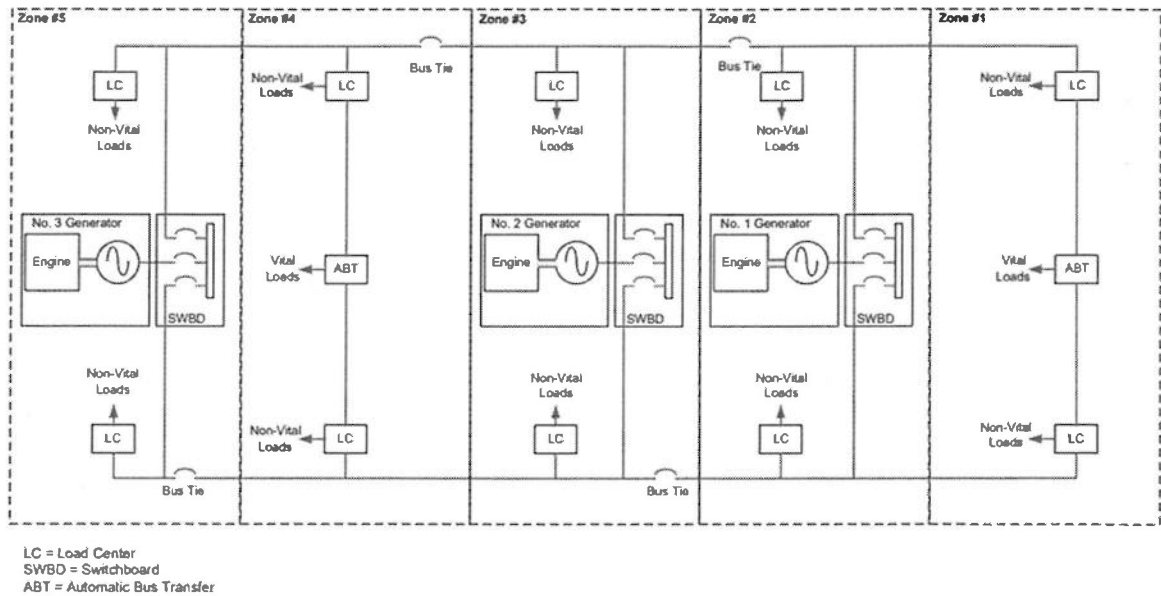 Zone #5
Zone #4
Zone #3
Zone #2
Zone #1
Bus Tie
Bus Tie
LC
Non-Vital
Loads
Non-Vital
Loads
LC
LC
Non-Vital
Loads
LC
Non-Vital
Loads
Non-Vital
Loads
LC
No. 3 Generator
Engine
SWBD
Vital
Loads
ABT
No. 2 Generator
Engine
SWBD
No. 1 Generator
Engine
SWBD
Vital
Loads
ABT
Non-Vital
Loads
LC
Non-Vital
Loads
LC
Non-Vital
Loads
LC
Non-Vital
Loads
LC
Non-Vital
Loads
LC
Bus Tie
Bus Tie
LC = Load Center
SWBD = Switchboard
ABT = Automatic Bus Transfer